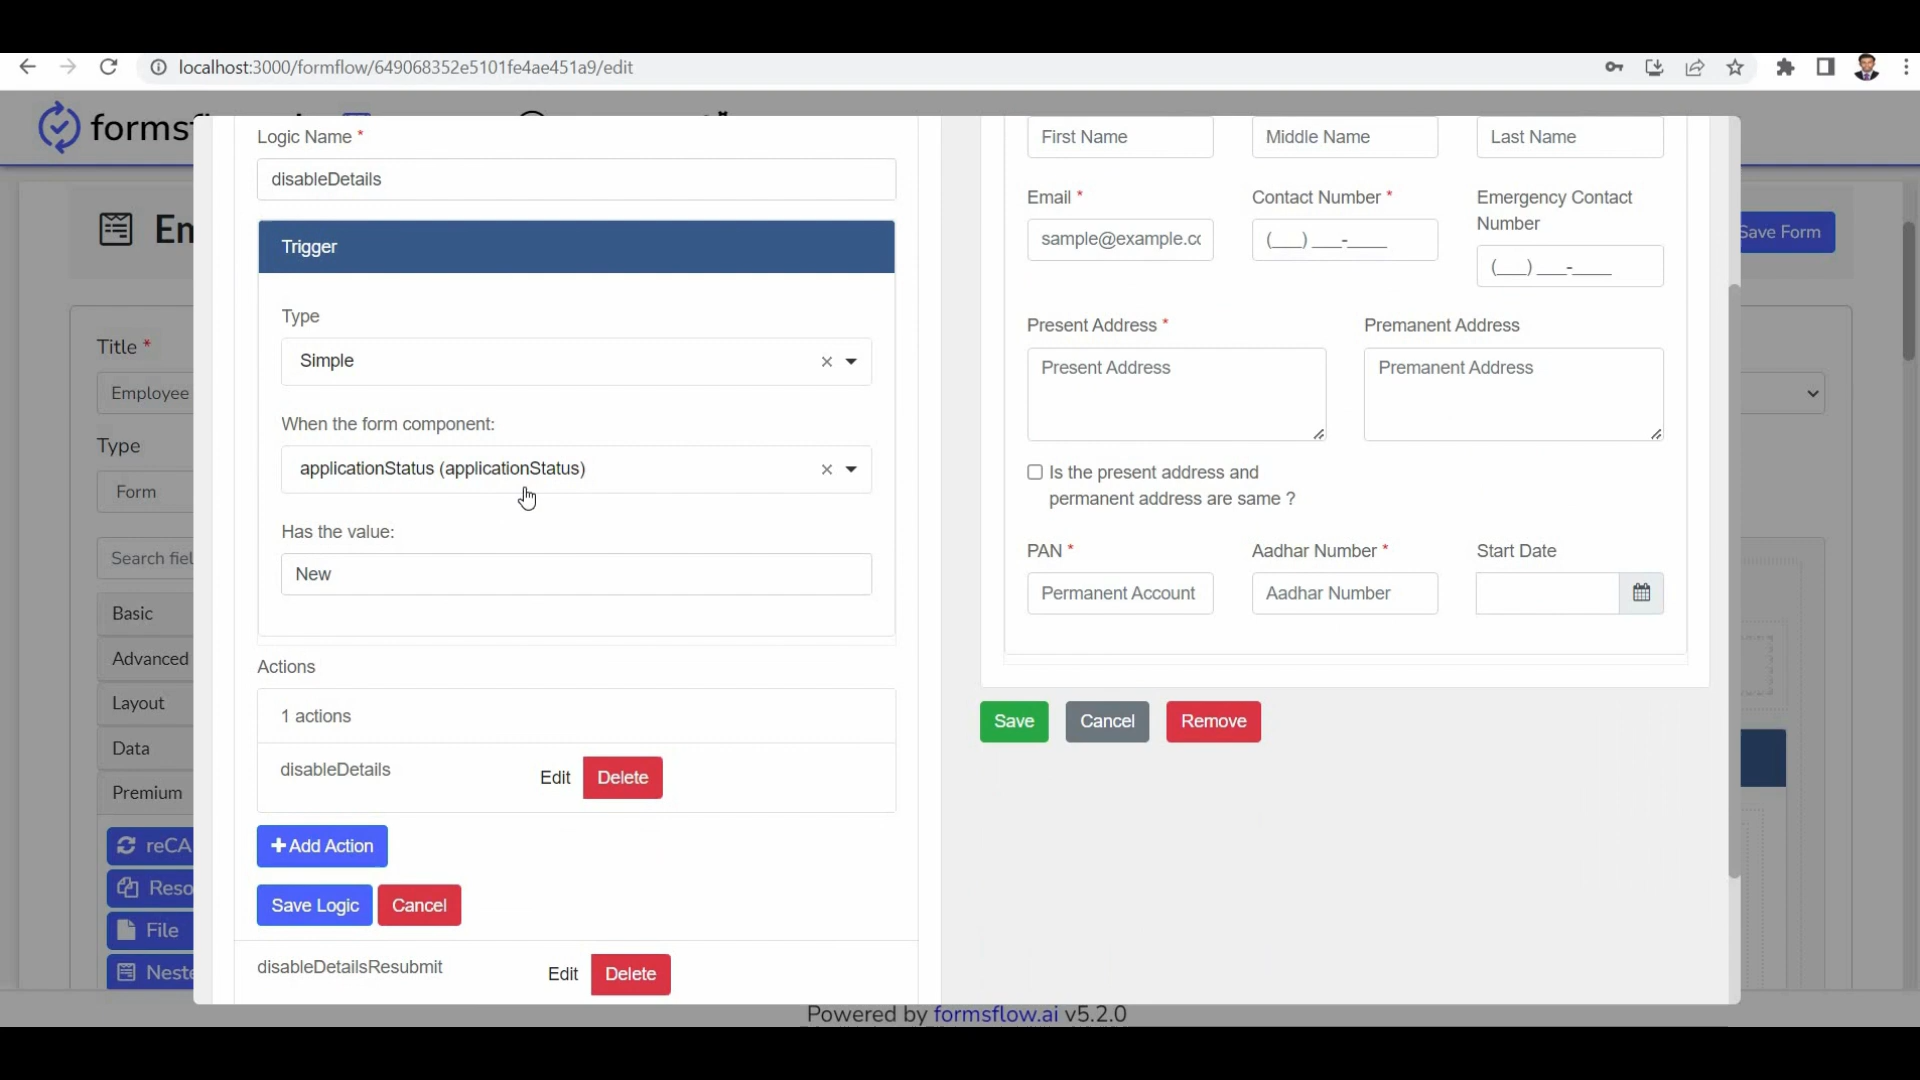 localhost:3000/formflow/649068352e5101fe4ae451a9/edit
forms
Em
Save Form
Title *
Employee
Type
Form
Search fiel
Basic
Advanced
Layout
Data
Premium
reCA
Reso
File
Neste
Logic Name *
disableDetails
Trigger
Type
Simple
When the form component:
applicationStatus (applicationStatus)
Has the value:
New
Actions
1 actions
disableDetails Edit Delete
Add Action
Save Logic Cancel
disableDetailsResubmit Edit Delete
First Name Middle Name Last Name
Email * Contact Number * Emergency Contact
Number
sample@example.cc (___) ___-____
(___) ___-____
Present Address * Premanent Address
Present Address Premanent Address
Is the present address and
permanent address are same ?
PAN * Aadhar Number * Start Date
Permanent Account Aadhar Number
Save Cancel Remove
Powered by formsflow.ai v5.2.0